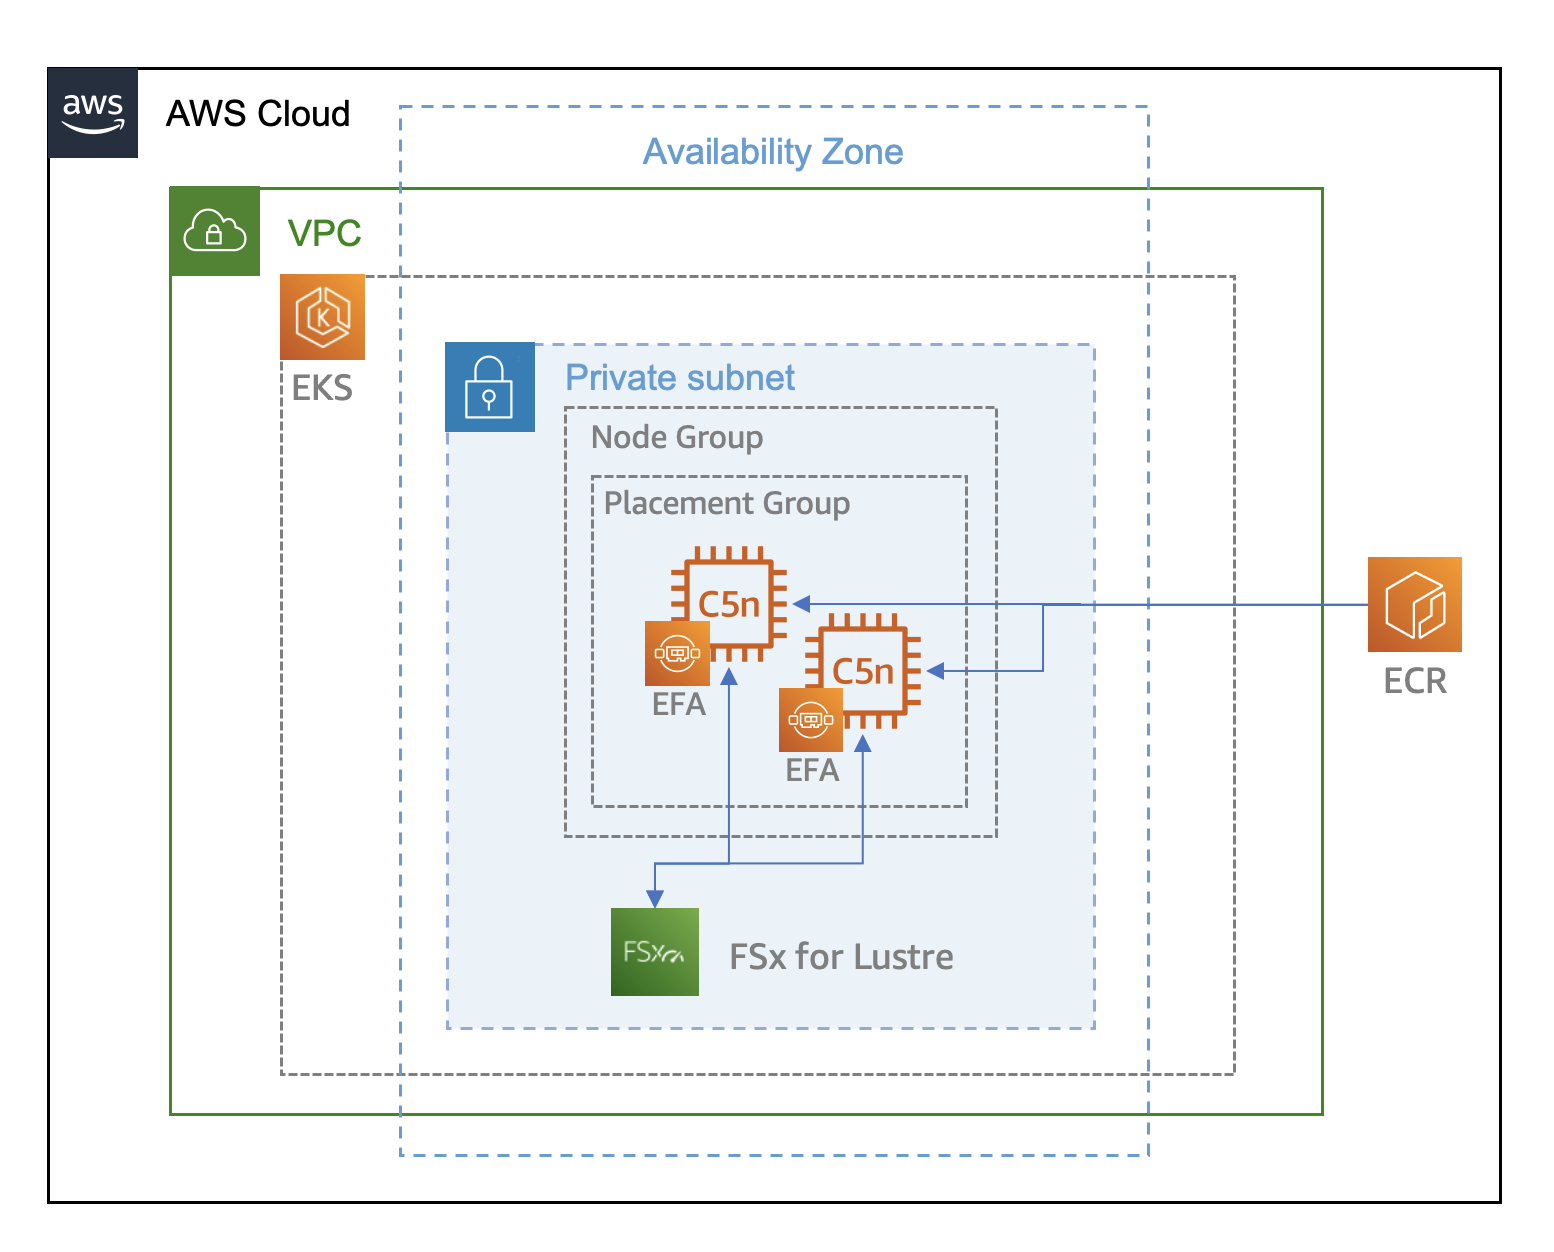 aws
AWS Cloud
Availability Zone
VPC
K
EKS
Private subnet
Node Group
Placement Group
C5n
EFA
C5n
EFA
ECR
FSx
FSx for Lustre